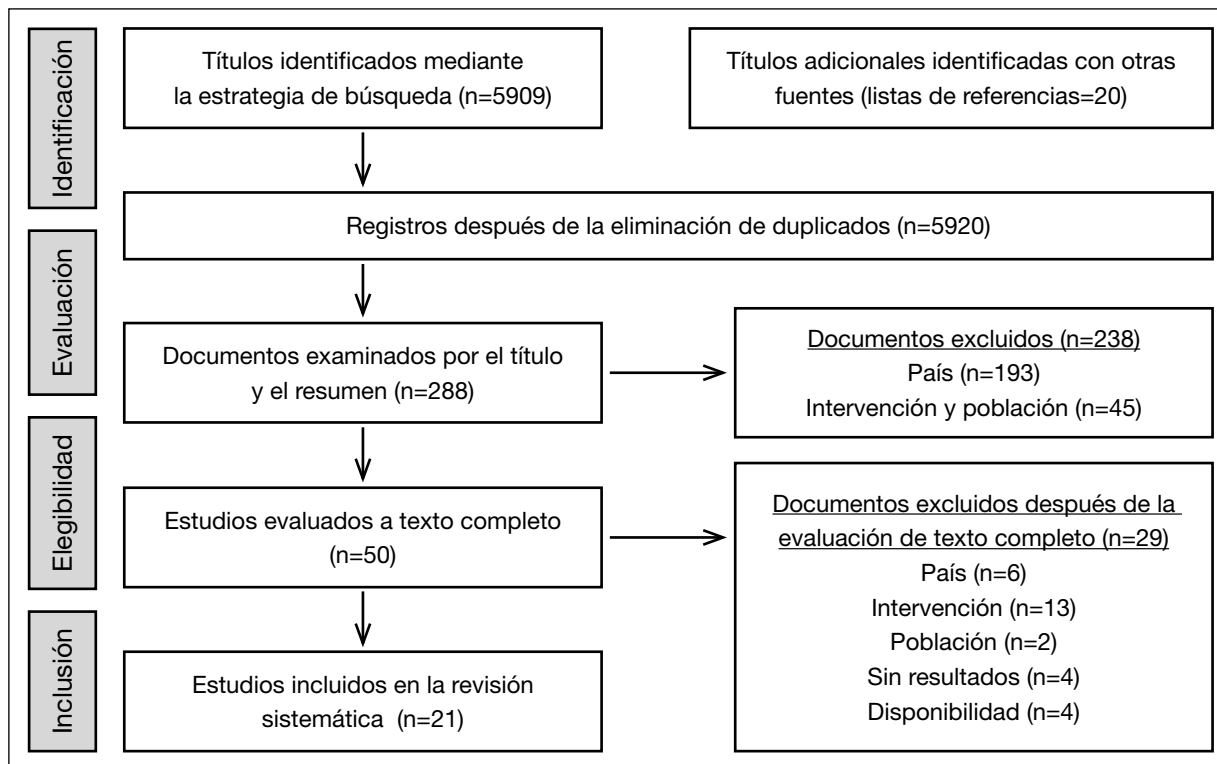 Identificación
Títulos identificados mediante
la estrategia de búsqueda (n=5909)
Títulos adicionales identificadas con otras
fuentes (listas de referencias=20)
Registros después de la eliminación de duplicados (n=5920)
Evaluación
Documentos examinados por el título
y el resumen (n=288)
Documentos excluidos (n=238)
País (n=193)
Intervención y población (n=45)
Elegibilidad
Estudios evaluados a texto completo
(n=50)
Documentos excluidos después de la
evaluación de texto completo (n=29)
País (n=6)
Intervención (n=13)
Población (n=2)
Sin resultados (n=4)
Disponibilidad (n=4)
Inclusión
Estudios incluidos en la revisión
sistemática (n=21)